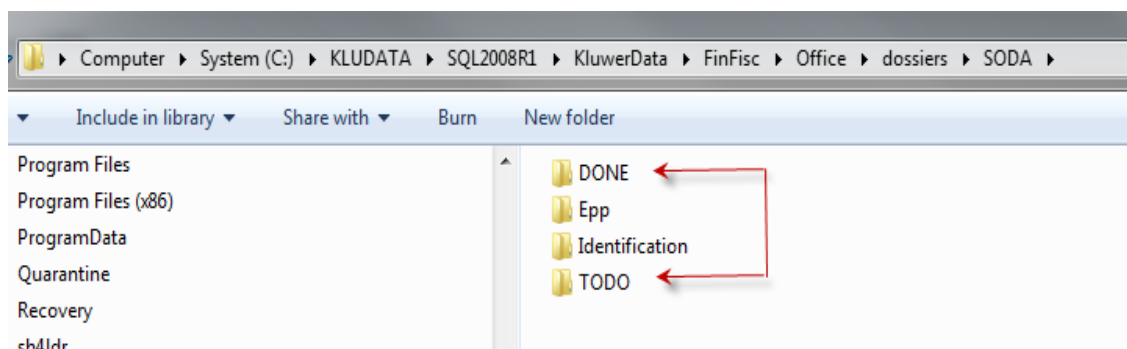 Computer System (C:) KLUDATA SQL2008R1 KluwerData FinFisc Office dossiers SODA
Include in library Share with Burn New folder
Program Files
Program Files (x86)
ProgramData
Quarantine
Recovery
sh4ldr
DONE
Epp
Identification
TODO